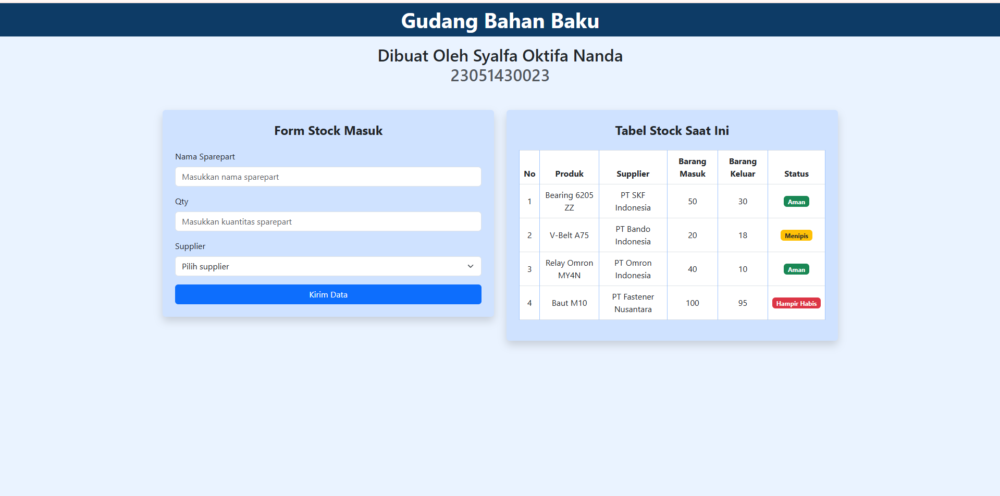 Gudang Bahan Baku
Dibuat Oleh Syalfa Oktifa Nanda
23051430023
Form Stock Masuk
Nama Sparepart
Masukkan nama sparepart
Qty
Masukkan kuantitas sparepart
Supplier
Pilih supplier
Kirim Data
Tabel Stock Saat Ini
No Produk Supplier Barang Masuk Barang Keluar Status
1 Bearing 6205 ZZ PT SKF Indonesia 50 30 Aman
2 V-Belt A75 PT Bando Indonesia 20 18 Menipis
3 Relay Omron MY4N PT Omron Indonesia 40 10 Aman
4 Baut M10 PT Fastener Nusantara 100 95 Hampir Habis